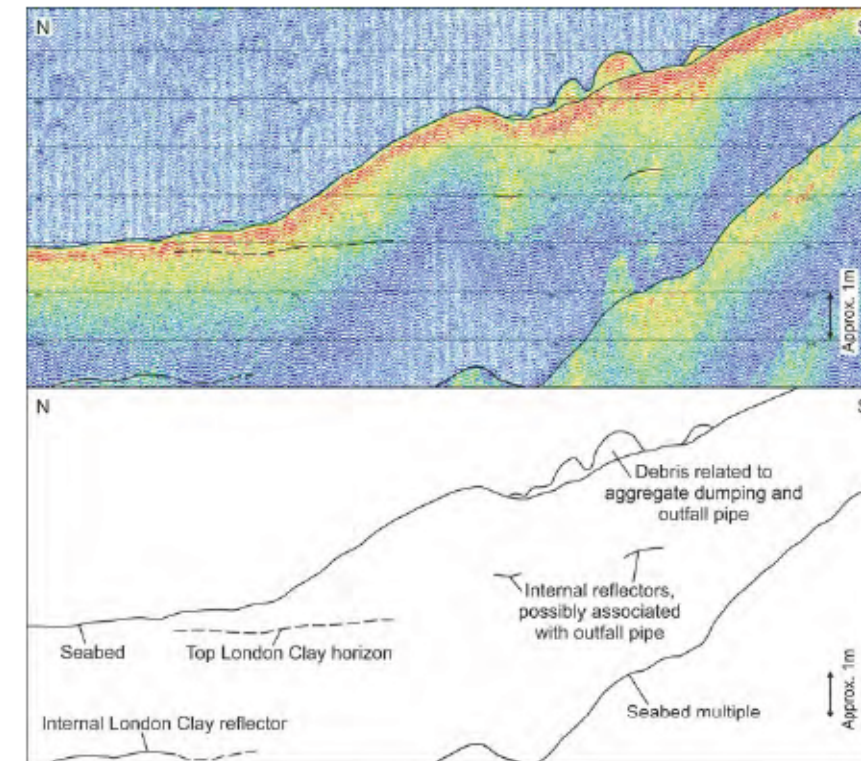 N
S
Approx. 1m
N
S
Debris related to
aggregate dumping and
outfall pipe
Internal reflectors,
possibly associated
with outfall pipe
Seabed
Top London Clay horizon
Approx. 1m
Seabed multiple
Internal London Clay reflector